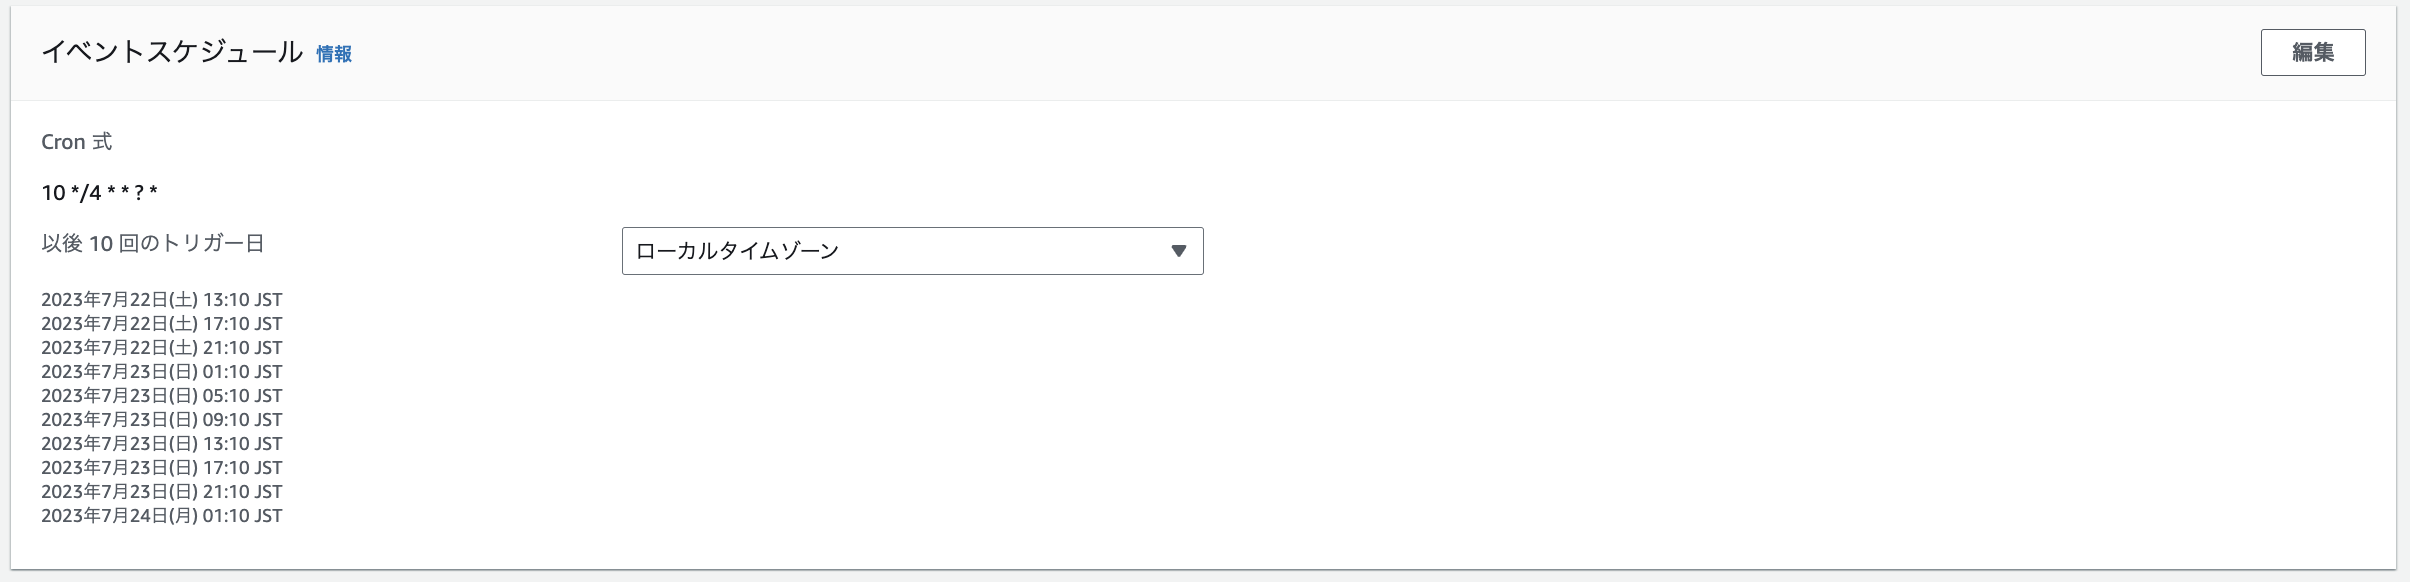 イベントスケジュール 情報
編集
Cron 式
10 */4 * * ? *
以後 10 回のトリガー日
ローカルタイムゾーン
2023年7月22日(土) 13:10 JST
2023年7月22日(土) 17:10 JST
2023年7月22日(土) 21:10 JST
2023年7月23日(日) 01:10 JST
2023年7月23日(日) 05:10 JST
2023年7月23日(日) 09:10 JST
2023年7月23日(日) 13:10 JST
2023年7月23日(日) 17:10 JST
2023年7月23日(日) 21:10 JST
2023年7月24日(月) 01:10 JST